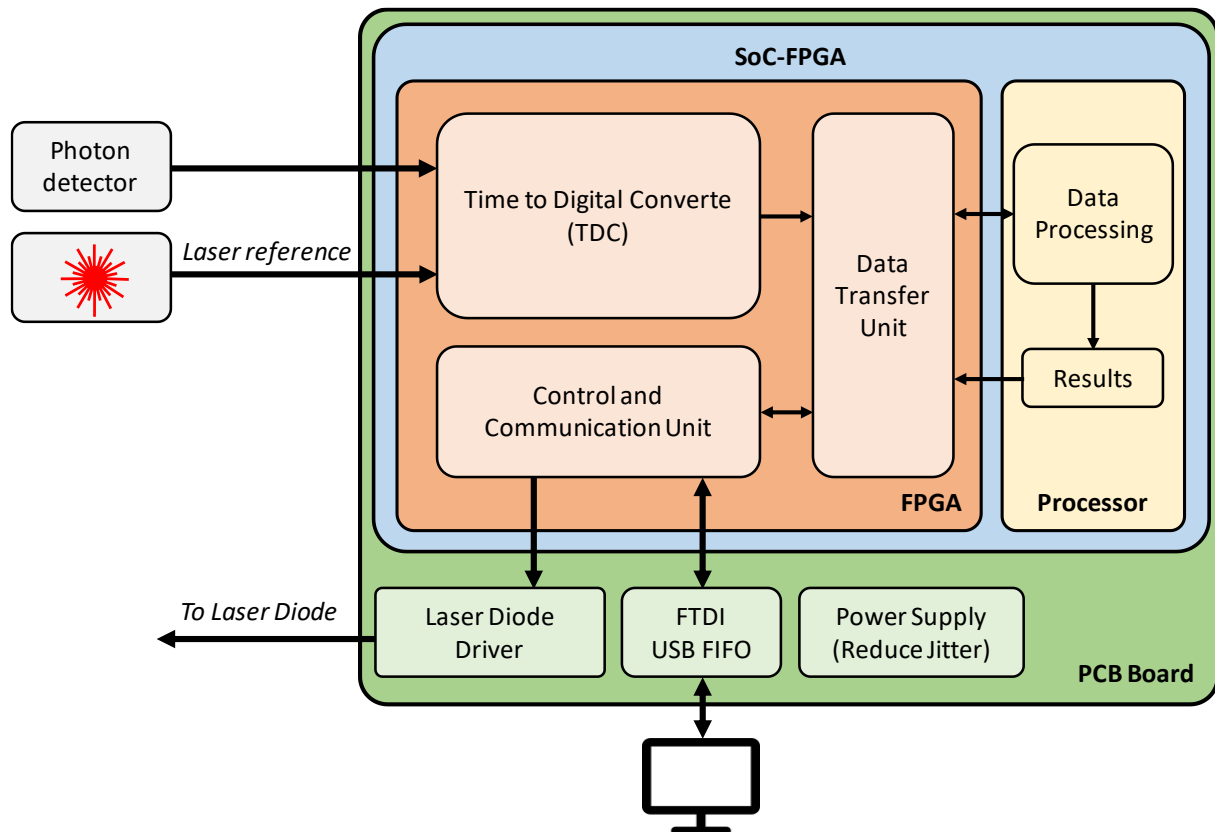 SoC-FPGA
Photon
detector
Laser reference
Time to Digital Converte
(TDC)
Data
Transfer
Unit
Data
Processing
Results
Control and
Communication Unit
FPGA
Processor
To Laser Diode
Laser Diode
Driver
FTDI
USB FIFO
Power Supply
(Reduce Jitter)
PCB Board